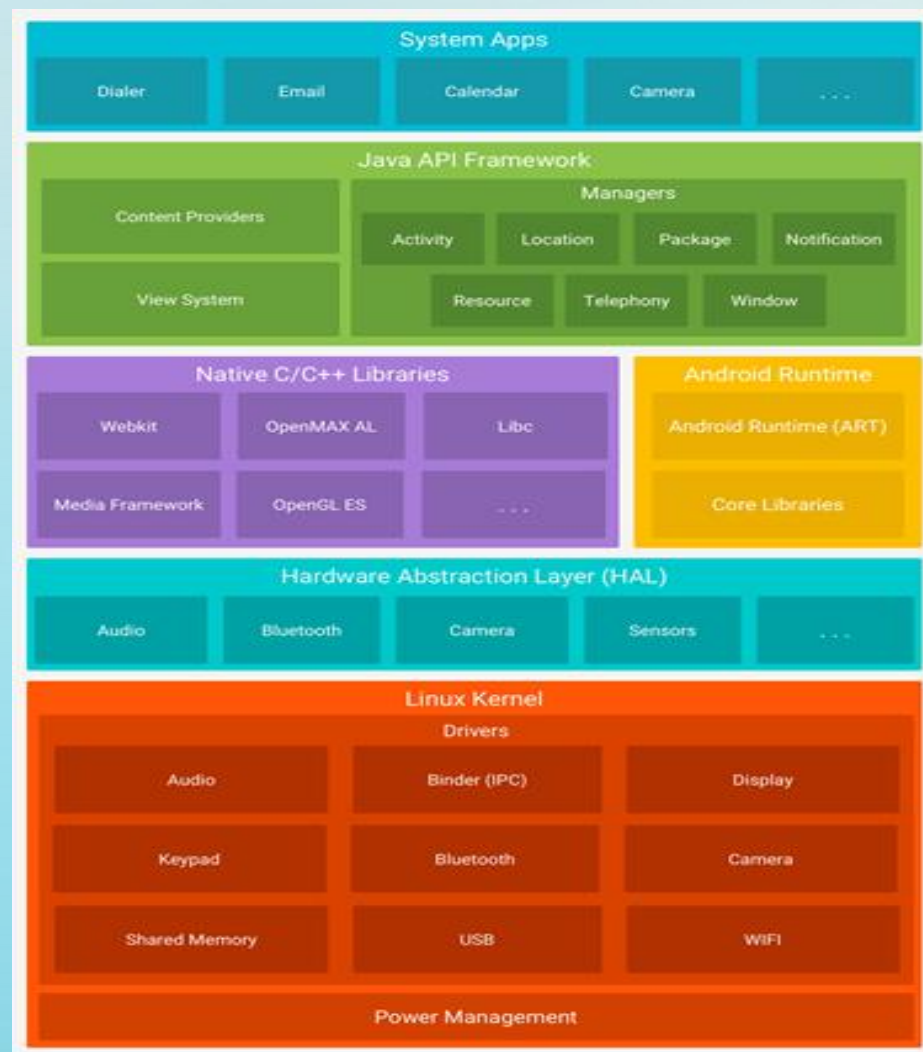 System Apps
Dialer Email Calendar Camera ...
Java API Framework
Content Providers
View System
Managers
Activity Location Package Notification
Resource Telephony Window
Native C/C++ Libraries
Webkit OpenMAX AL Libc
Media Framework OpenGL ES ...
Android Runtime
Android Runtime (ART)
Core Libraries
Hardware Abstraction Layer (HAL)
Audio Bluetooth Camera Sensors ...
Linux Kernel
Drivers
Audio Binder (IPC) Display
Keypad Bluetooth Camera
Shared Memory USB WIFI
Power Management